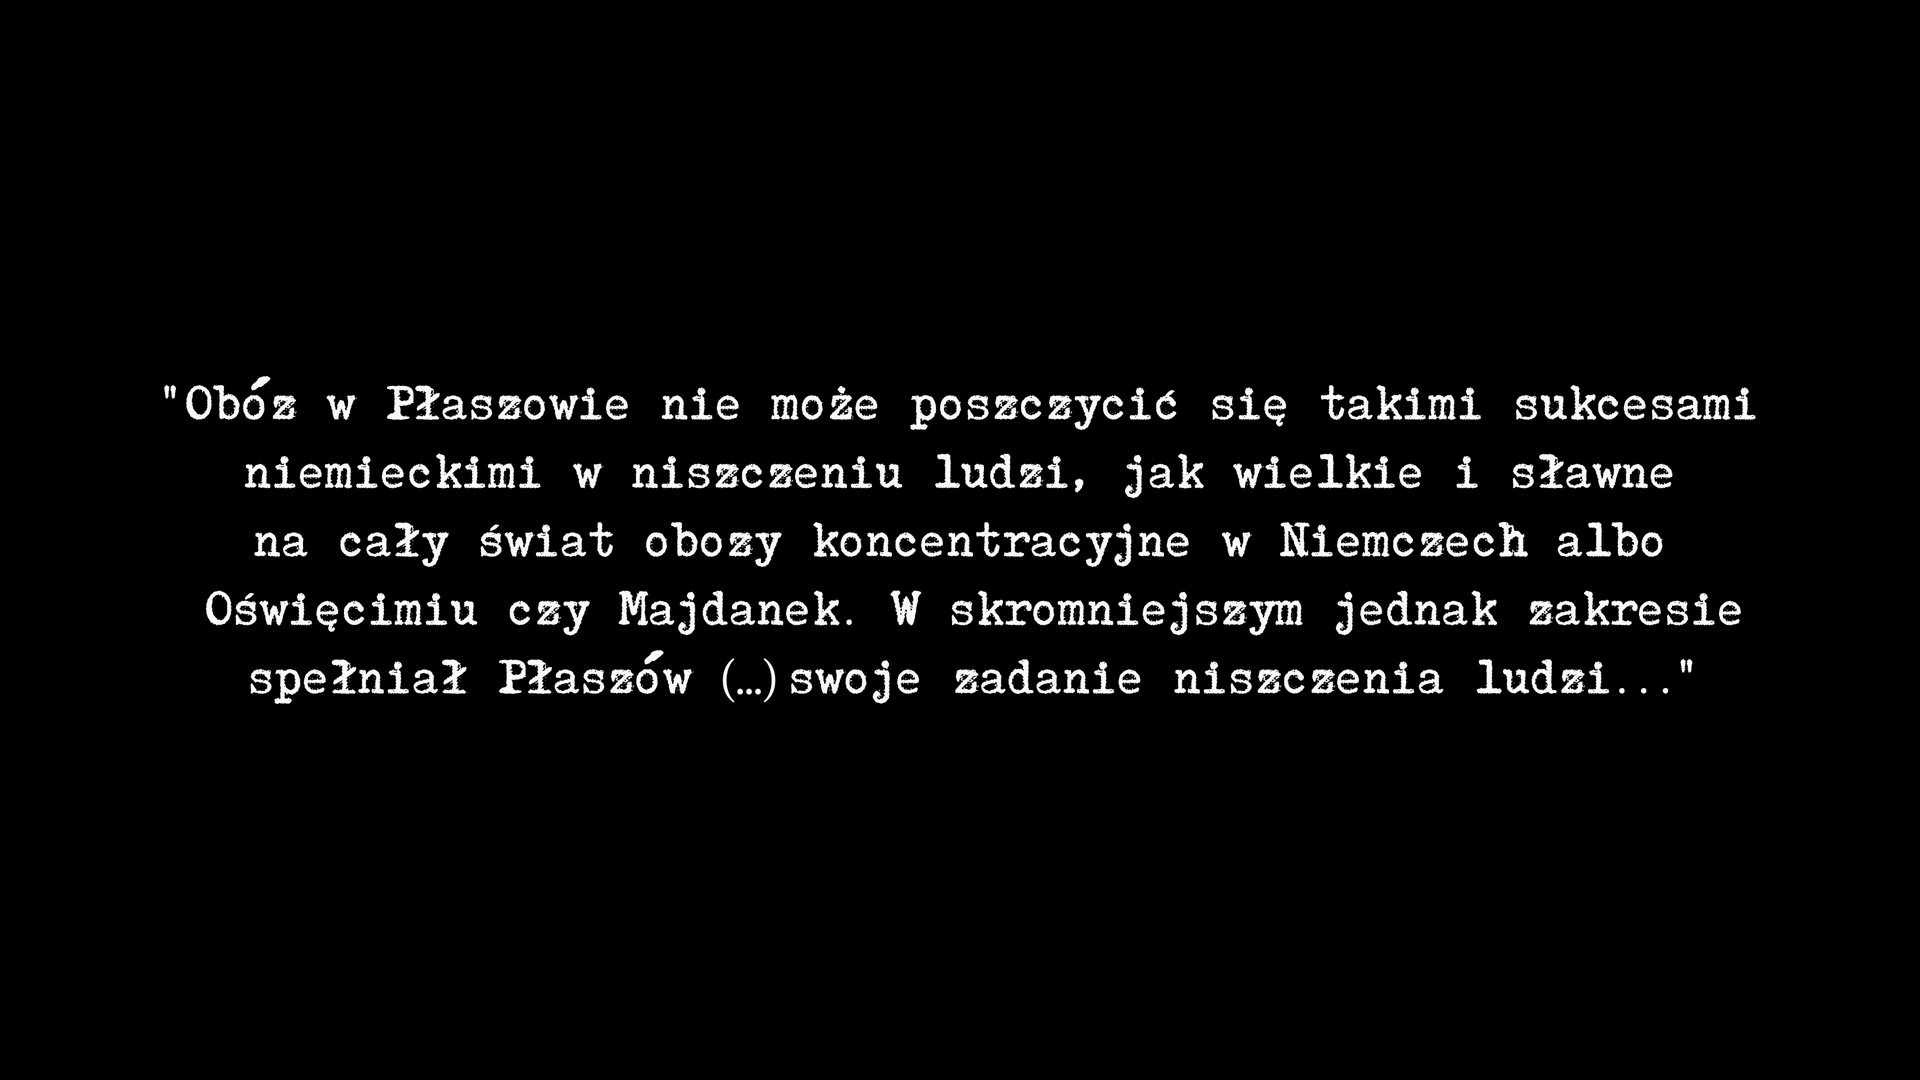 "Obóz w Płaszowie nie może poszczycić się takimi sukcesami
niemieckimi w niszczeniu ludzi, jak wielkie i sławne
na cały świat obozy koncentracyjne w Niemczech albo
Oświęcimiu czy Majdanek. W skromniejszym jednak zakresie
spełniał Płaszów (…) swoje zadanie niszczenia ludzi..."